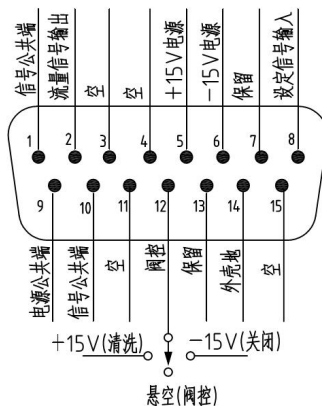 信号公共端
流量信号输出
空
空
+15V电源
-15V电源
保留
设定信号输入
1 2 3 4 5 6 7 8
9 10 11 12 13 14 15
电源公共端
信号公共端
空
阀控
保留
外壳地
空
+15V(清洗)
-15V(关闭)
悬空(阀控)